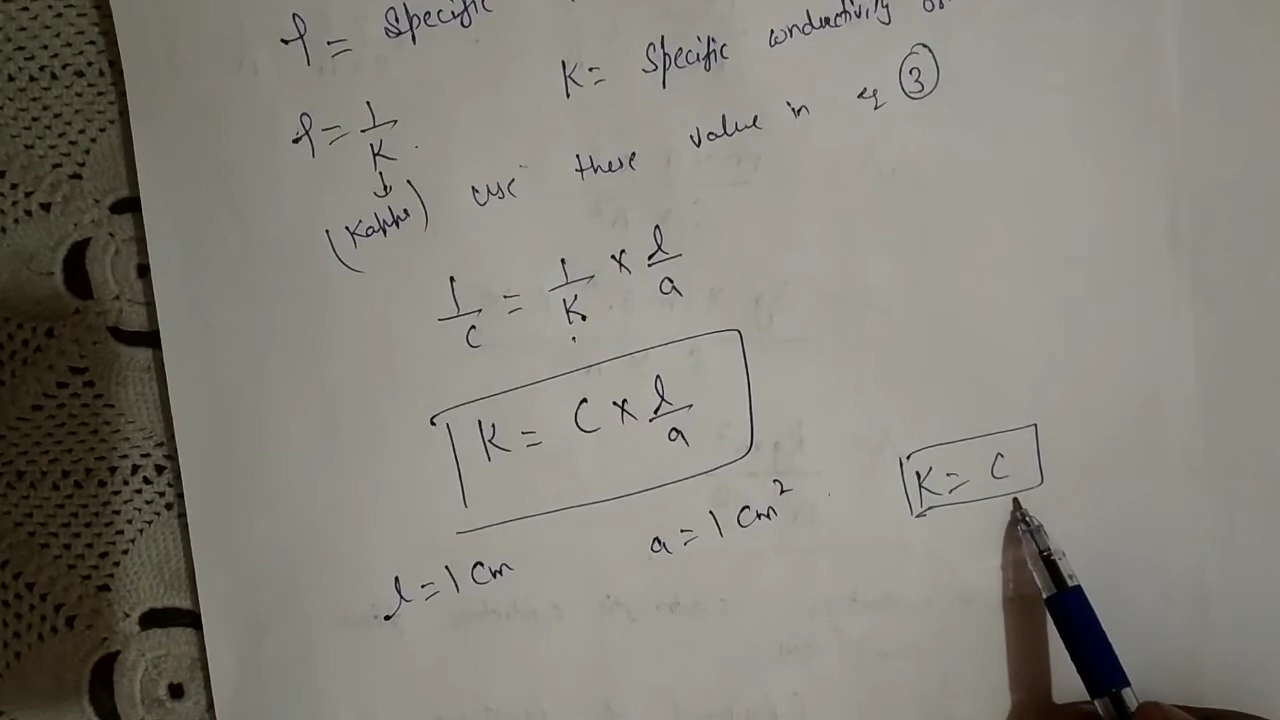 ρ = Specific
K = Specific conductivity
ρ = 1/K
(Kappa) use these value in eq ③
1/C = 1/K × l/a
K = C × l/a
l = 1 cm a = 1 cm²
K = C